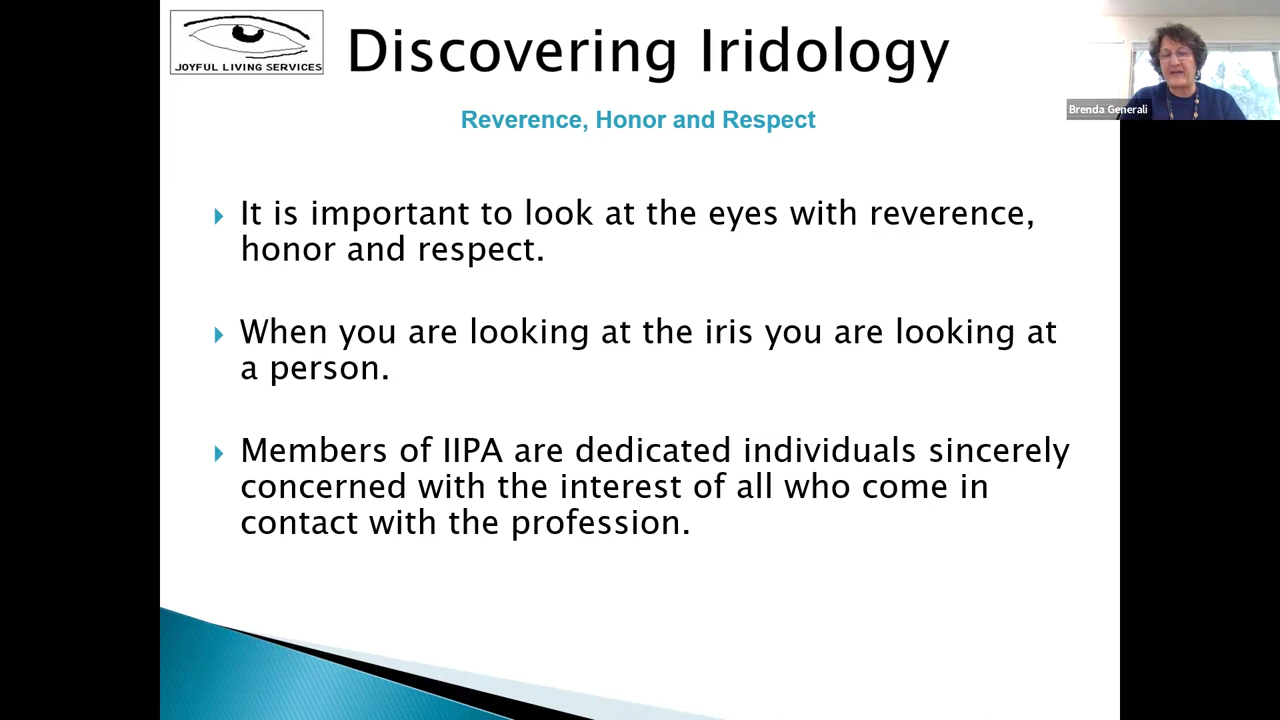 JOYFUL LIVING SERVICES
Discovering Iridology
Reverence, Honor and Respect
Brenda Generali
It is important to look at the eyes with reverence,
honor and respect.
When you are looking at the iris you are looking at
a person.
Members of IIPA are dedicated individuals sincerely
concerned with the interest of all who come in
contact with the profession.